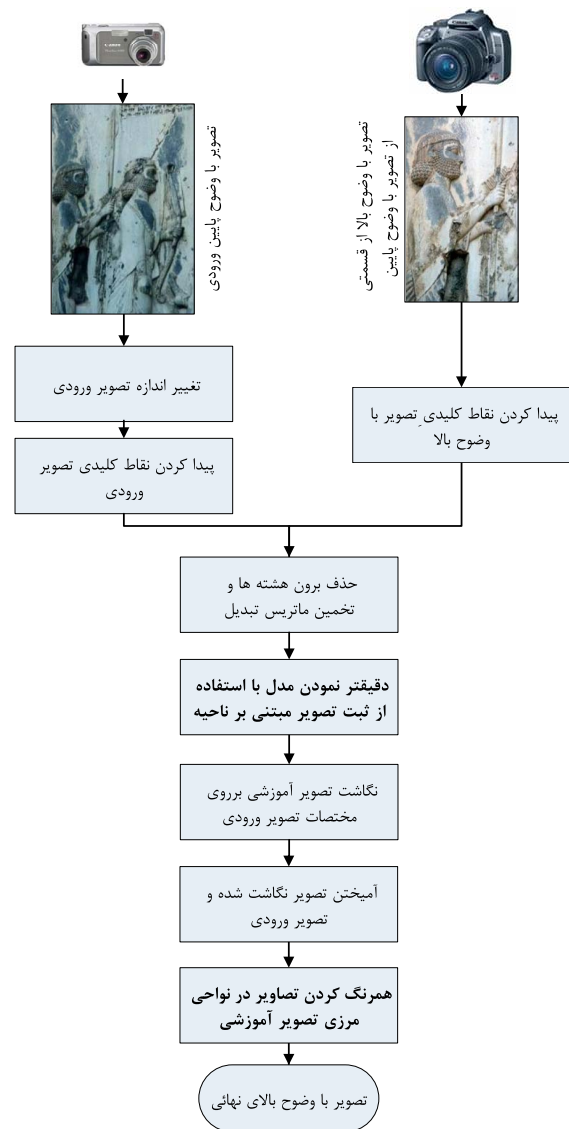 Canon
Canon
تصویر با وضوح پایین ورودی
تصویر با وضوح بالا از قسمتی
از تصویر با وضوح پایین
تغییر اندازه تصویر ورودی
پیدا کردن نقاط کلیدی تصویر
ورودی
پیدا کردن نقاط کلیدیِ تصویر با
وضوح بالا
حذف برون هشته ها و
تخمین ماتریس تبدیل
دقیقتر نمودن مدل با استفاده
از ثبت تصویر مبتنی بر ناحیه
نگاشت تصویر آموزشی برروی
مختصات تصویر ورودی
آمیختن تصویر نگاشت شده و
تصویر ورودی
همرنگ کردن تصاویر در نواحی
مرزی تصویر آموزشی
تصویر با وضوح بالای نهائی